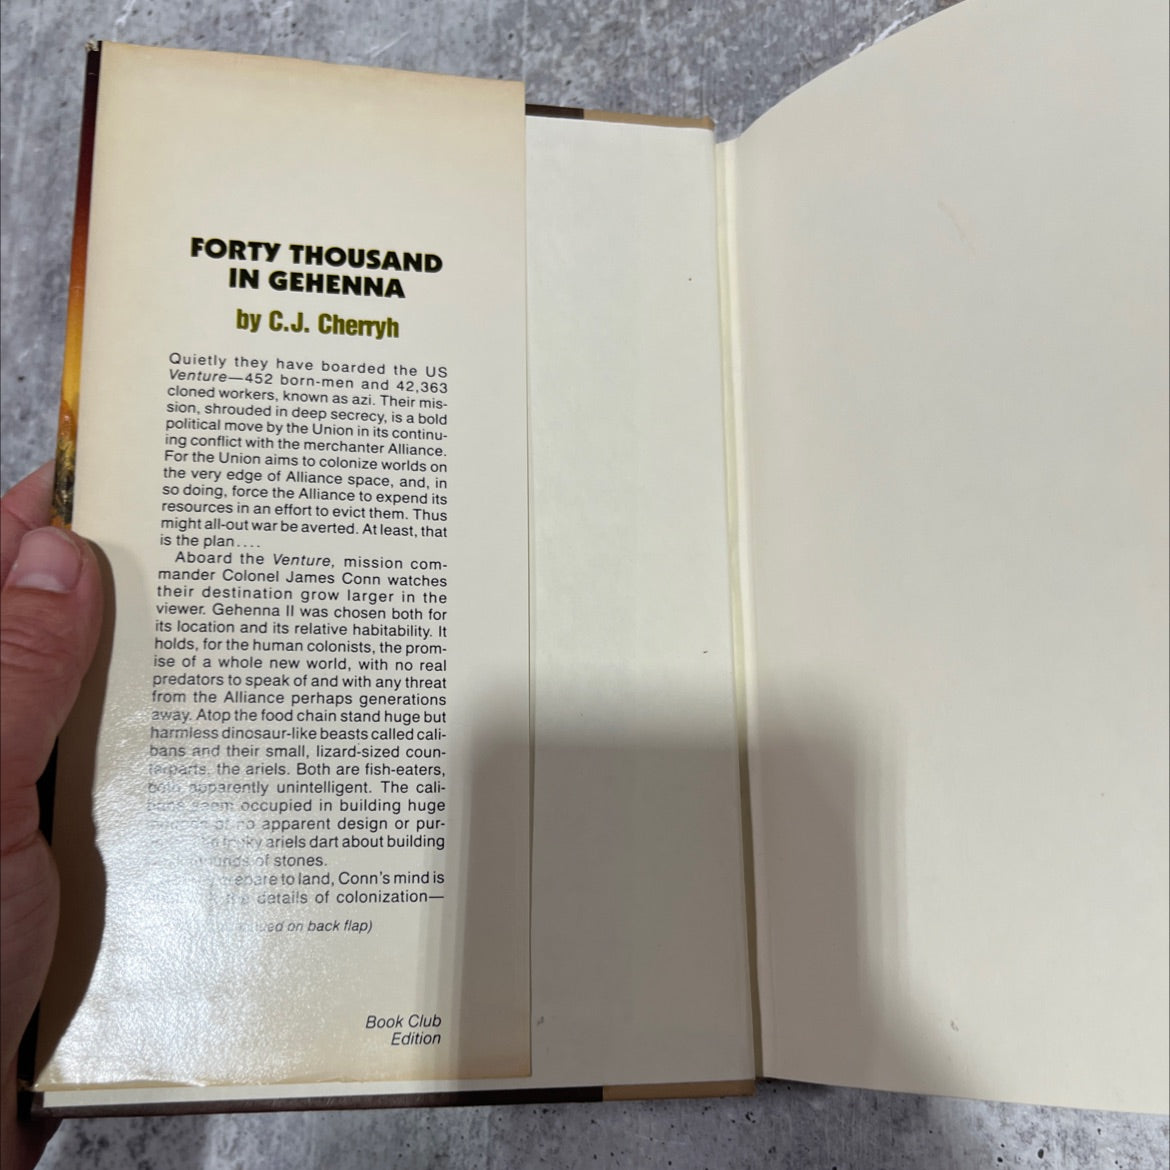 FORTY THOUSAND
IN GEHENNA
by C.J. Cherryh
Quietly they have boarded the US
Venture—452 born-men and 42,363
cloned workers, known as azi. Their mis-
sion, shrouded in deep secrecy, is a bold
political move by the Union in its continu-
ing conflict with the merchanter Alliance.
For the Union aims to colonize worlds on
the very edge of Alliance space, and, in
so doing, force the Alliance to expend its
resources in an effort to evict them. Thus
might all-out war be averted. At least, that
is the plan....
Aboard the Venture, mission com-
mander Colonel James Conn watches
their destination grow larger in the
viewer. Gehenna II was chosen both for
its location and its relative habitability. It
holds, for the human colonists, the prom-
ise of a whole new world, with no real
predators to speak of and with any threat
from the Alliance perhaps generations
away. Atop the food chain stand huge but
harmless dinosaur-like beasts called cali-
bans and their small, lizard-sized coun-
terparts, the ariels. Both are fish-eaters,
both apparently unintelligent. The cali-
bans seem occupied in building huge
of no apparent design or pur-
ariels dart about building
of stones.
prepare to land, Conn's mind is
the details of colonization—
on back flap)
Book Club
Edition